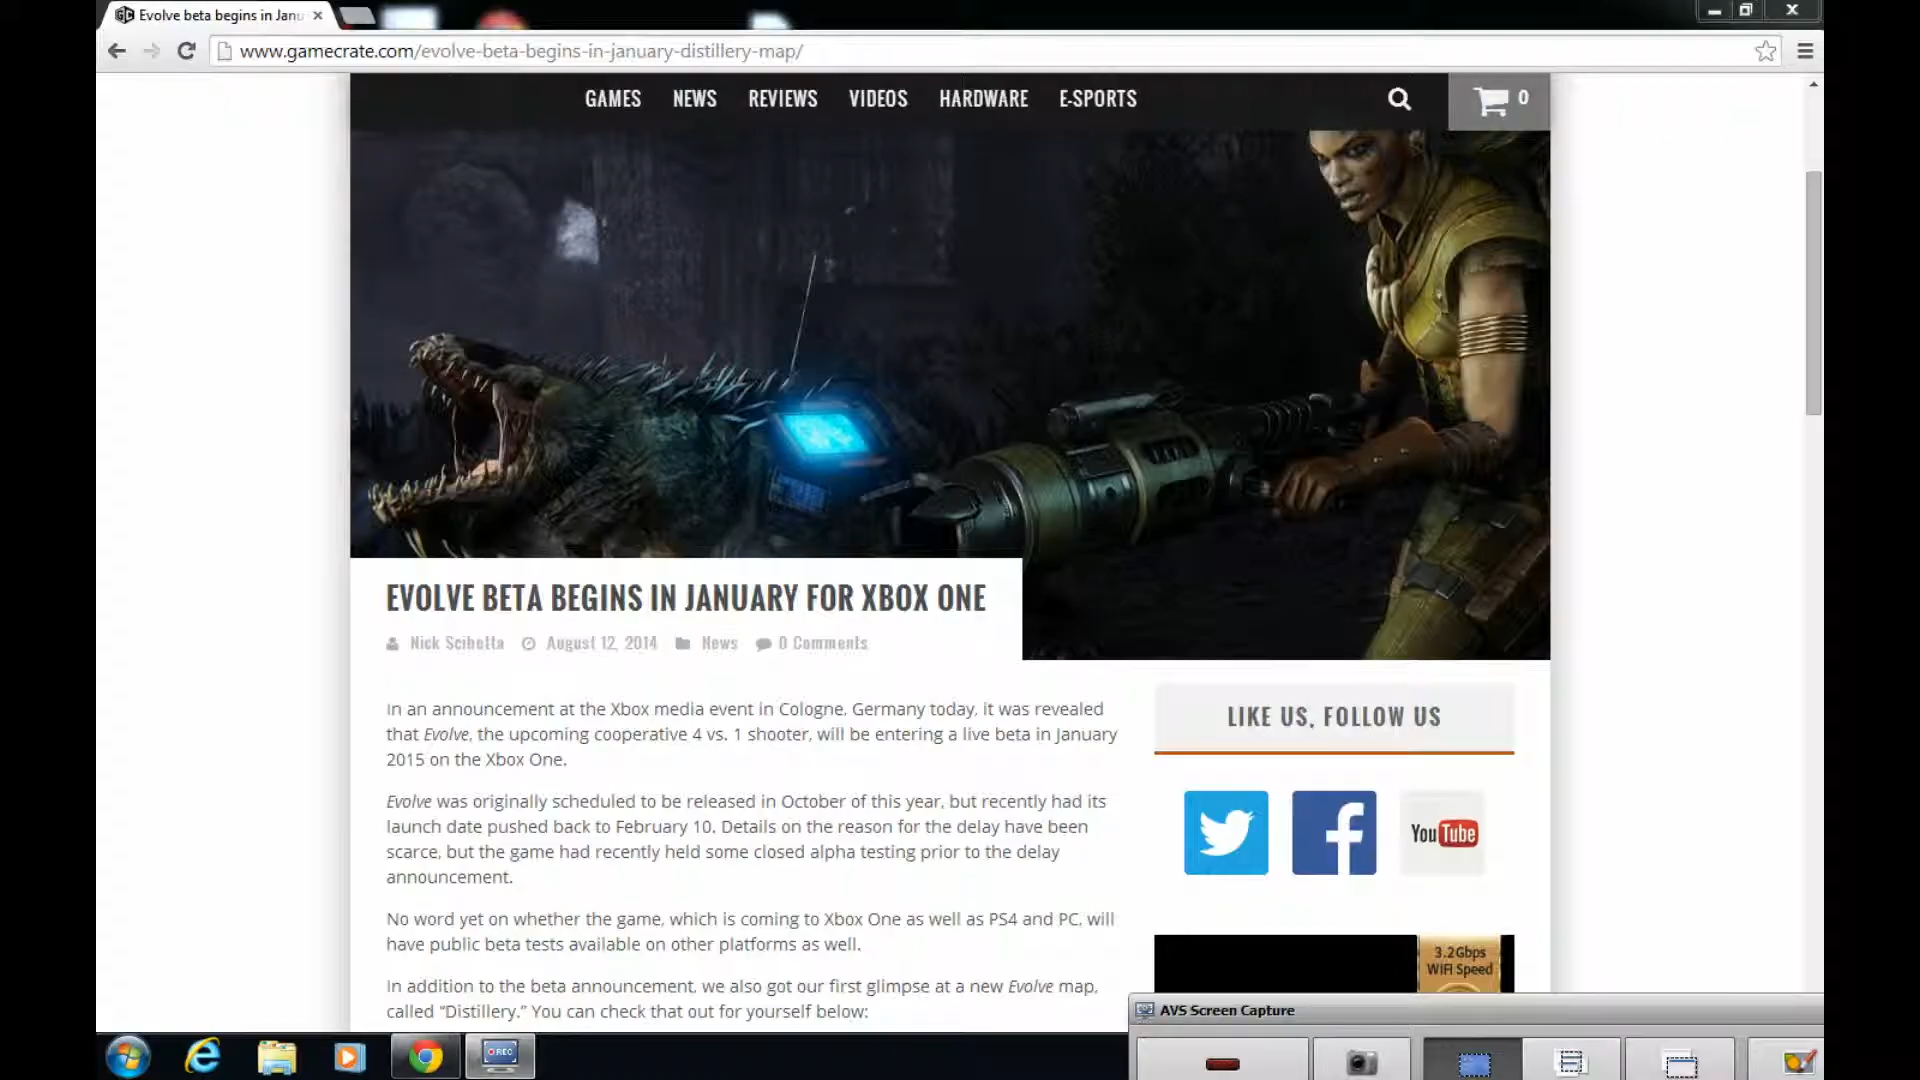 Evolve beta begins in Janu
www.gamecrate.com/evolve-beta-begins-in-january-distillery-map/
GAMES NEWS REVIEWS VIDEOS HARDWARE E-SPORTS 0
EVOLVE BETA BEGINS IN JANUARY FOR XBOX ONE
Nick Scibetta August 12, 2014 News 0 Comments
In an announcement at the Xbox media event in Cologne, Germany today, it was revealed
that Evolve, the upcoming cooperative 4 vs. 1 shooter, will be entering a live beta in January
2015 on the Xbox One.
Evolve was originally scheduled to be released in October of this year, but recently had its
launch date pushed back to February 10. Details on the reason for the delay have been
scarce, but the game had recently held some closed alpha testing prior to the delay
announcement.
No word yet on whether the game, which is coming to Xbox One as well as PS4 and PC, will
have public beta tests available on other platforms as well.
In addition to the beta announcement, we also got our first glimpse at a new Evolve map,
called “Distillery.” You can check that out for yourself below:
LIKE US, FOLLOW US
YouTube
3.2Gbps
WIFI Speed
AVS Screen Capture
REC